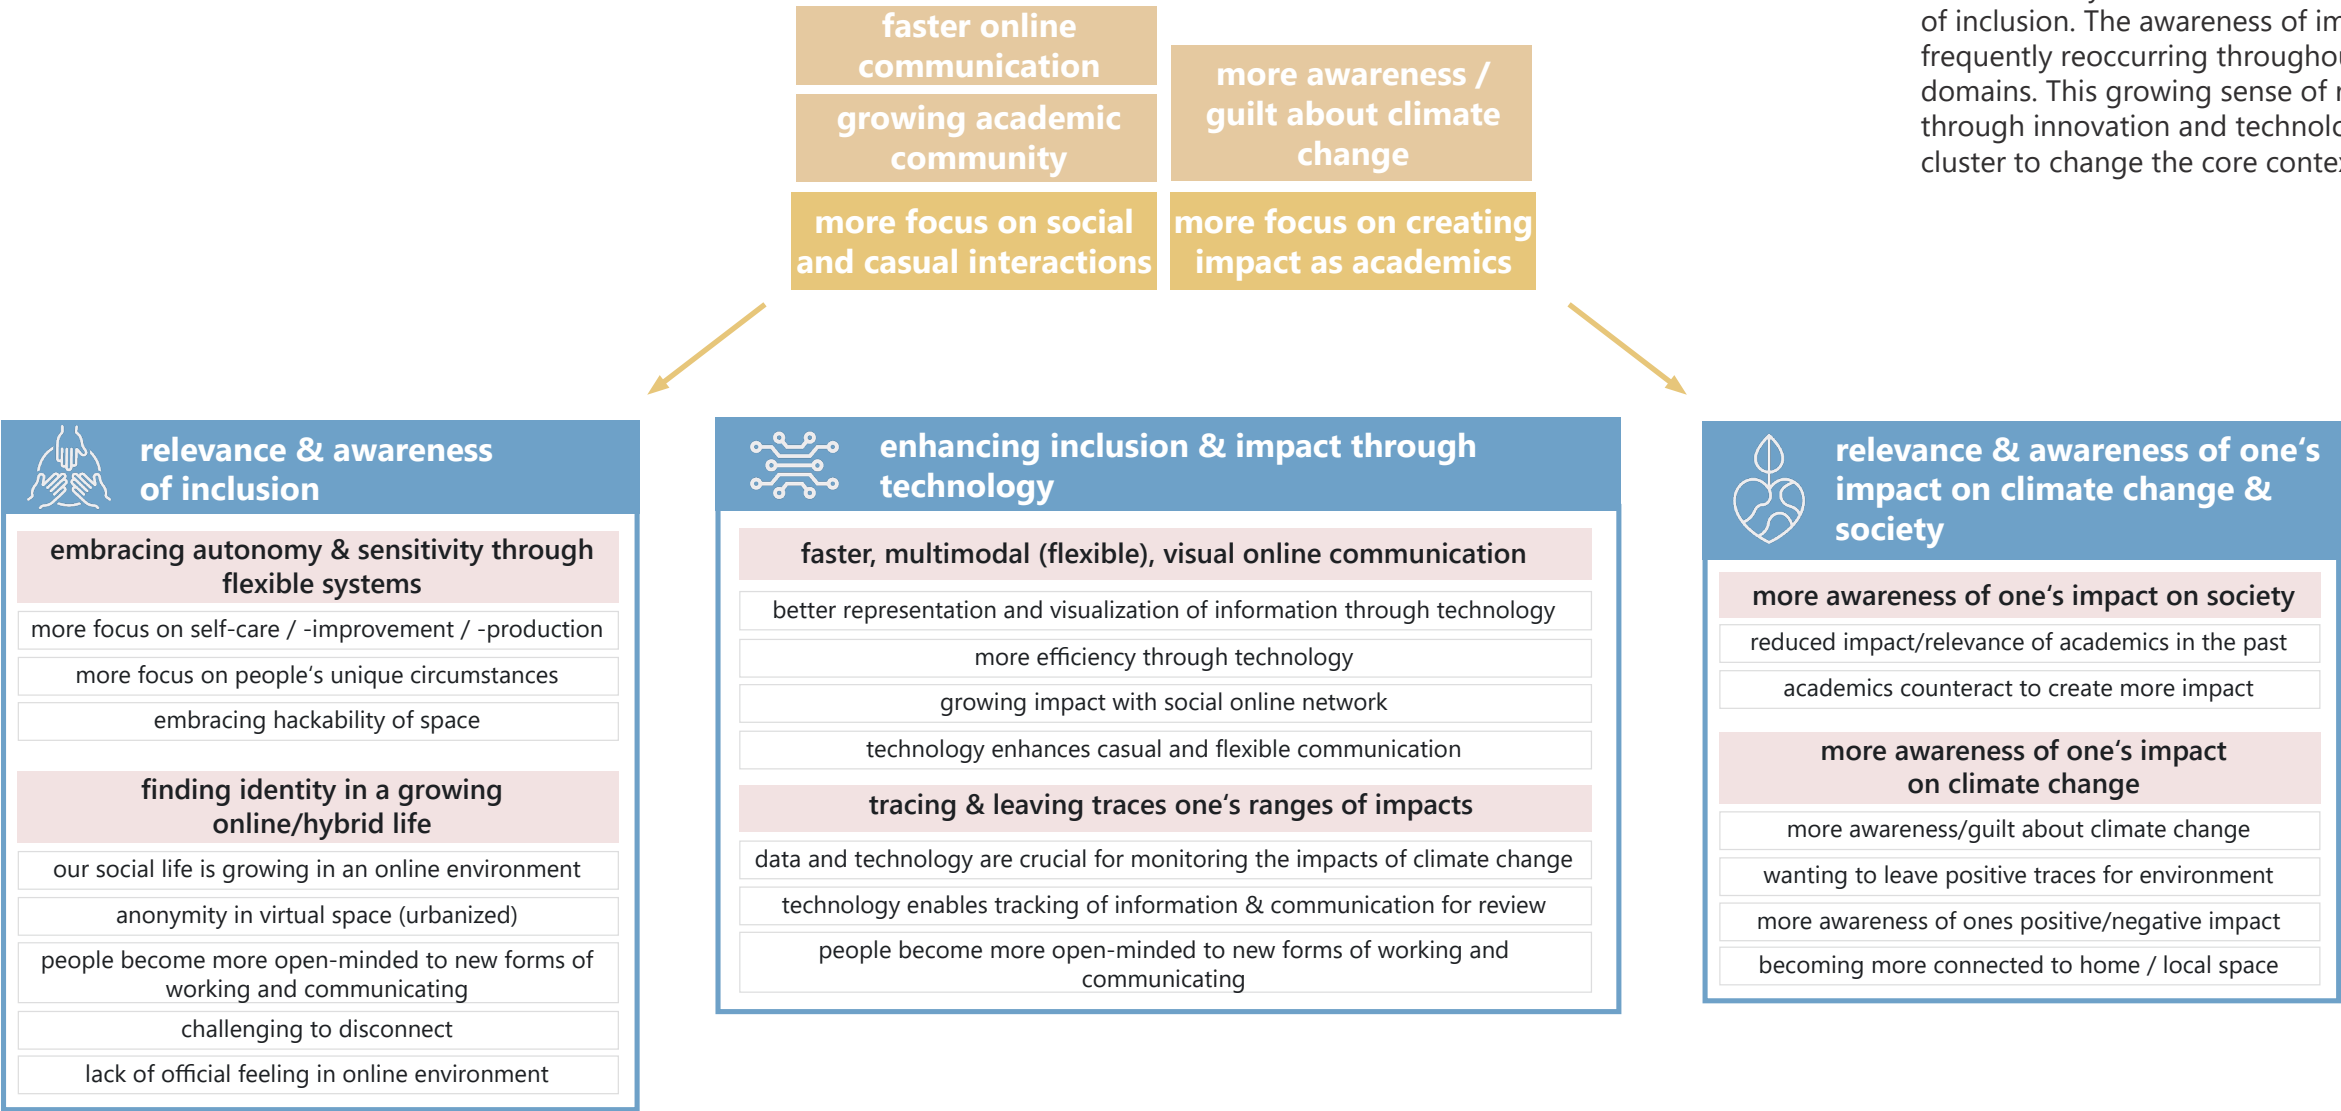 faster online
communication
growing academic
community
more focus on social
and casual interactions
more awareness /
guilt about climate
change
more focus on creating
impact as academics
of inclusion. The awareness of
frequently reoccurring
domains. This growing sense of
through innovation and
cluster to change the core
relevance & awareness
of inclusion
embracing autonomy & sensitivity through
flexible systems
more focus on self-care / -improvement / -production
more focus on people‘s unique circumstances
embracing hackability of space
finding identity in a growing
online/hybrid life
our social life is growing in an online environment
anonymity in virtual space (urbanized)
people become more open-minded to new forms of
working and communicating
challenging to disconnect
lack of official feeling in online environment
enhancing inclusion & impact through
technology
faster, multimodal (flexible), visual online communication
better representation and visualization of information through technology
more efficiency through technology
growing impact with social online network
technology enhances casual and flexible communication
tracing & leaving traces one‘s ranges of impacts
data and technology are crucial for monitoring the impacts of climate change
technology enables tracking of information & communication for review
people become more open-minded to new forms of working and
communicating
relevance & awareness of one‘s
impact on climate change &
society
more awareness of one‘s impact on society
reduced impact/relevance of academics in the past
academics counteract to create more impact
more awareness of one‘s impact
on climate change
more awareness/guilt about climate change
wanting to leave positive traces for environment
more awareness of ones positive/negative impact
becoming more connected to home / local space